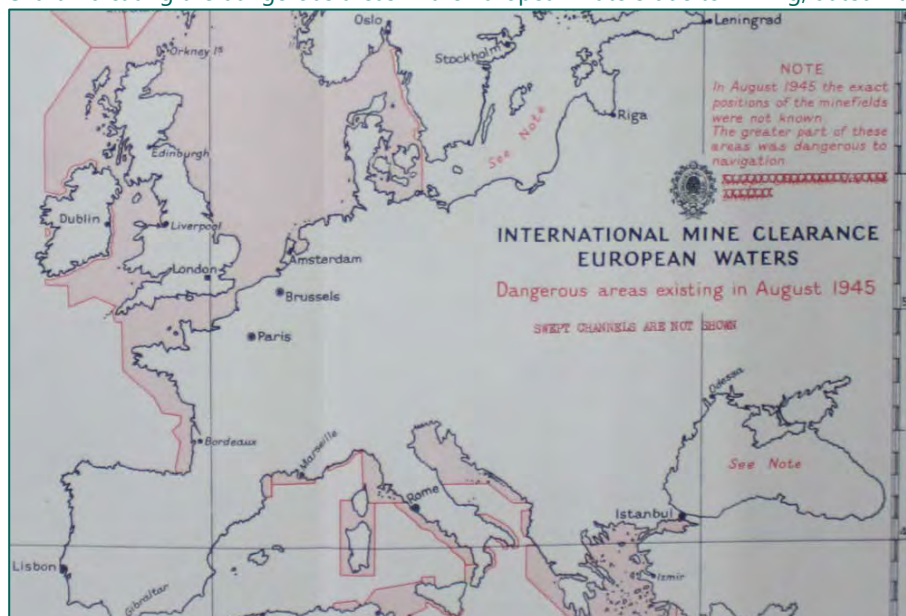 Oslo
Leningrad
Orkney Is
Stockholm
NOTE
In August 1945 the exact
positions of the minefields
were not known
The greater part of these
areas was dangerous to
navigation
Riga
See Note
Edinburgh
Dublin
Liverpool
INTERNATIONAL MINE CLEARANCE
EUROPEAN WATERS
London
Amsterdam
Dangerous areas existing in August 1945
Brussels
SWEPT CHANNELS ARE NOT SHOWN
Paris
Odessa
Bordeaux
Marseille
See Note
Rome
Istanbul
Lisbon
Izmir
Gibraltar